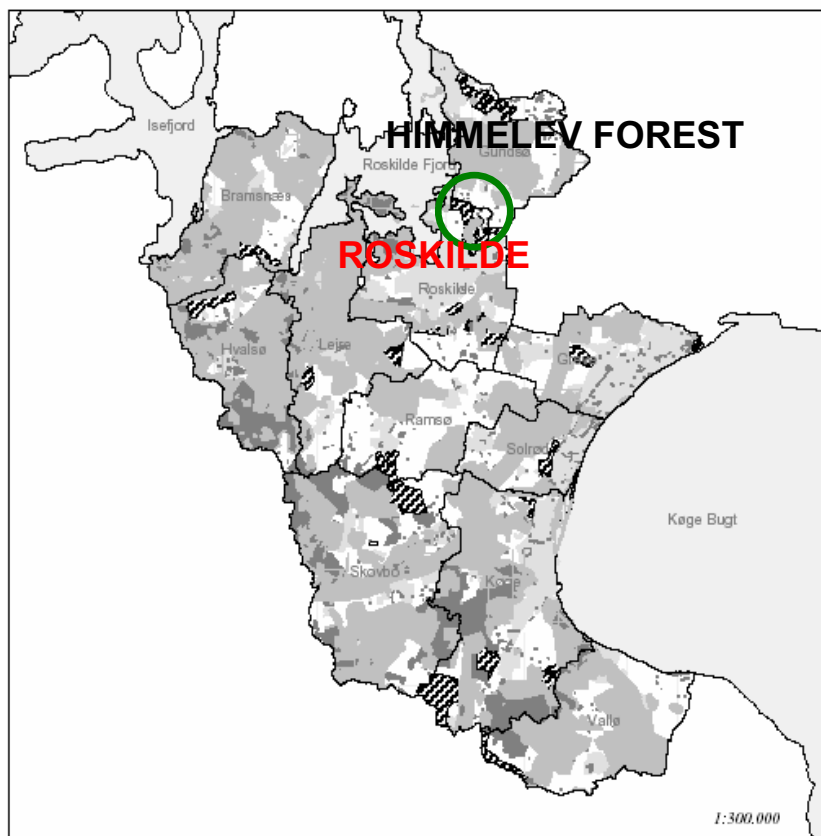 Isefjord
HIMMELEV FOREST
Gundsø
Roskilde Fjord
Bramsnæs
ROSKILDE
Roskilde
Hvalsø
Lejre
Ramsø
Solrød
Køge Bugt
Skovbo
Køge
Vallø
1:300.000